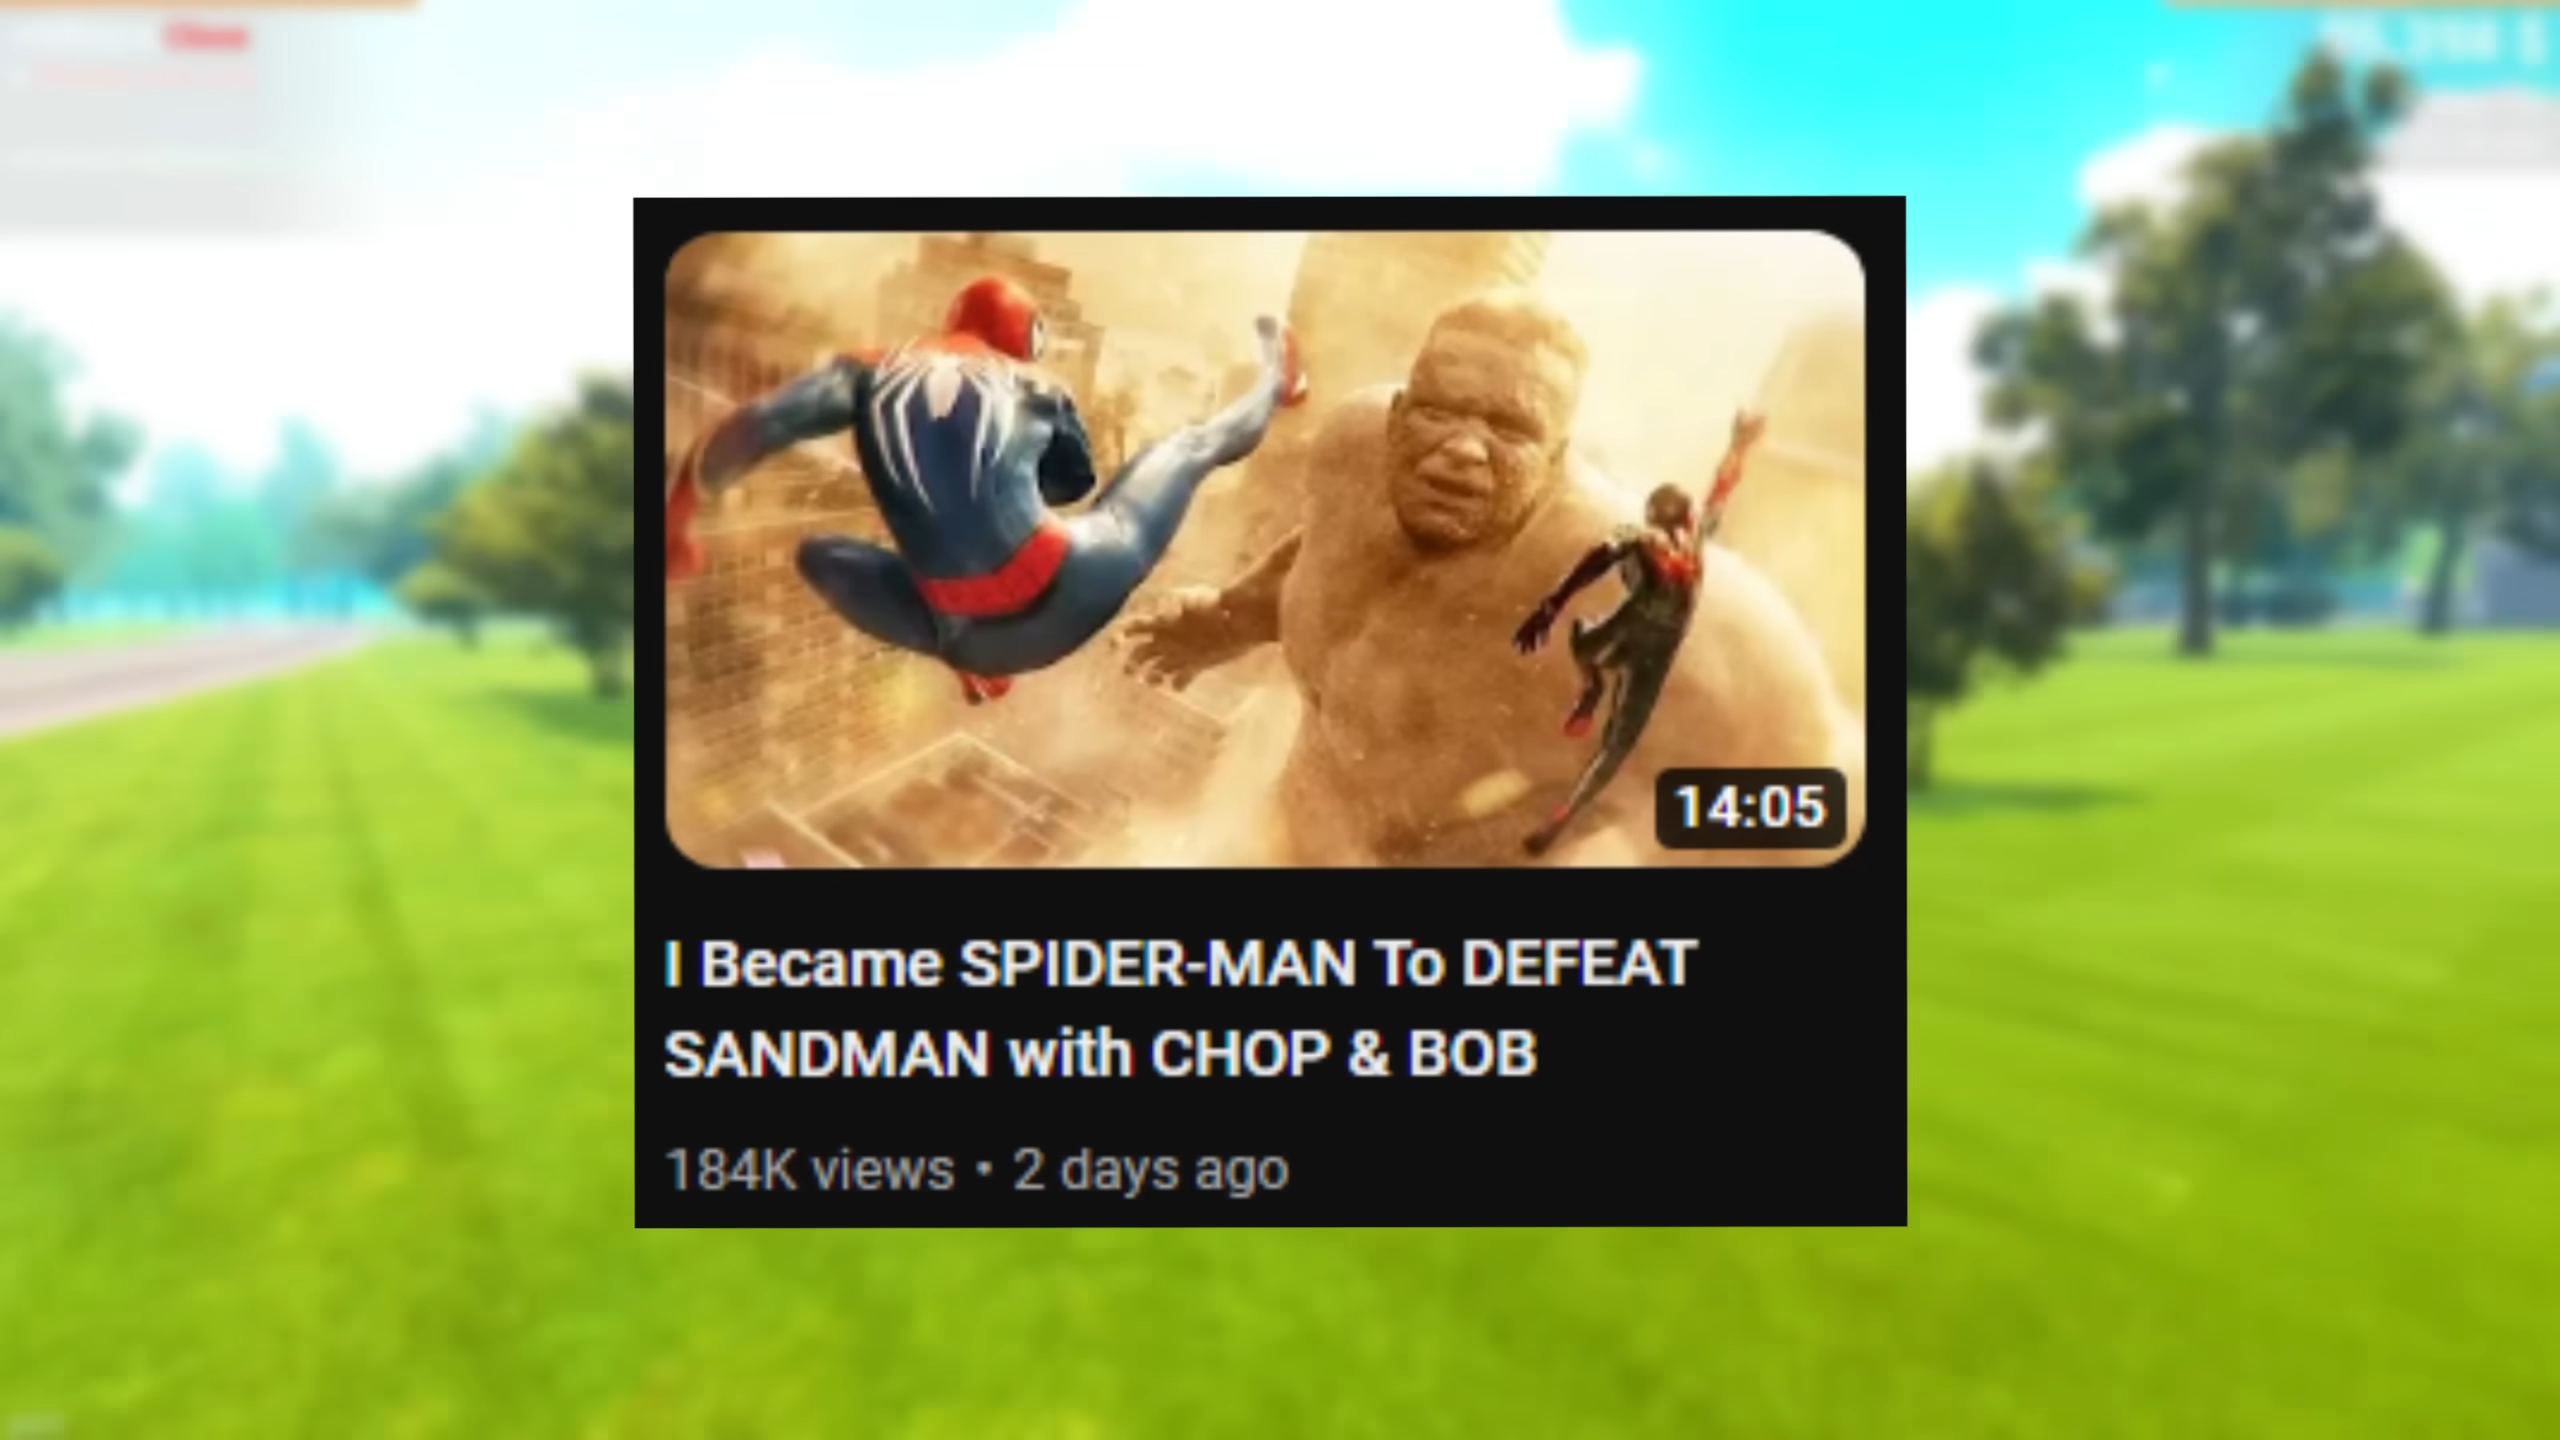 14:05
I Became SPIDER-MAN To DEFEAT
SANDMAN with CHOP & BOB
184K views • 2 days ago